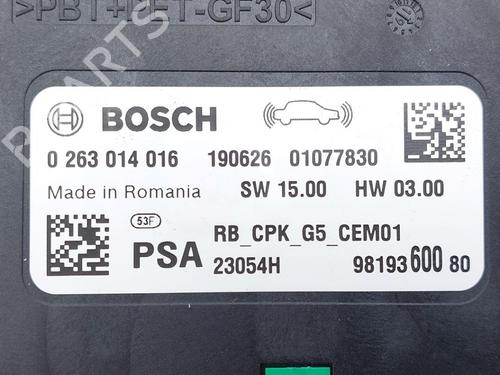 >PBT+PET-GF30<
BOSCH
0 263 014 016 190626 01077830
Made in Romania SW 15.00 HW 03.00
53F
PSA RB_CPK_G5_CEM01
23054H 98193 600 80